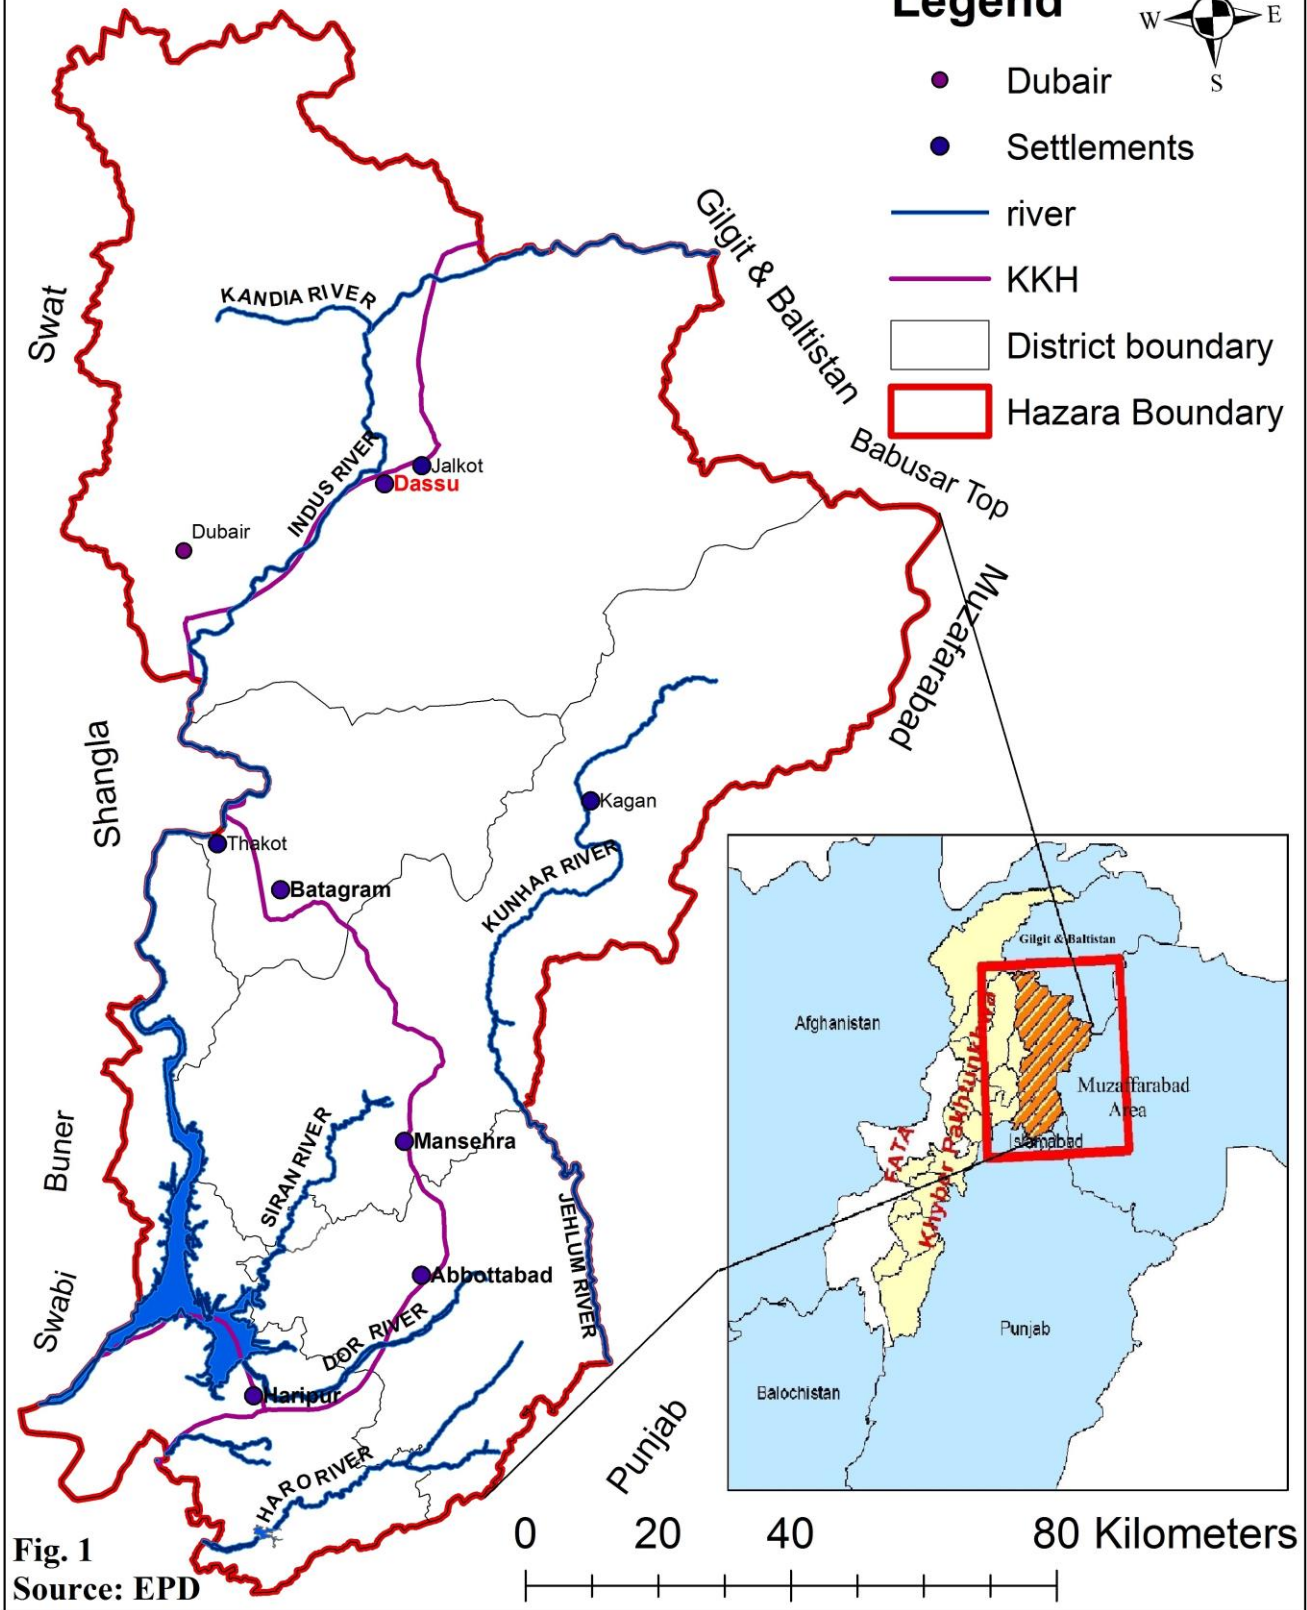 Legend
W
E
S
Dubair
Settlements
river
KKH
District boundary
Hazara Boundary
Gilgit & Baltistan
Babusar Top
Muzafarabad
Swat
Shangla
Buner
Swabi
Punjab
KANDIA RIVER
INDUS RIVER
Jalkot
Dassu
Dubair
Kagan
KUNHAR RIVER
Thakot
Batagram
Mansehra
SIRAN RIVER
JEHLUM RIVER
Abbottabad
DOR RIVER
Haripur
HARO RIVER
Gilgit & Baltistan
Afghanistan
Khyber Pakhtunkhwa
FATA
Muzaffarabad
Area
Islamabad
Punjab
Balochistan
0 20 40 80 Kilometers
Fig. 1
Source: EPD